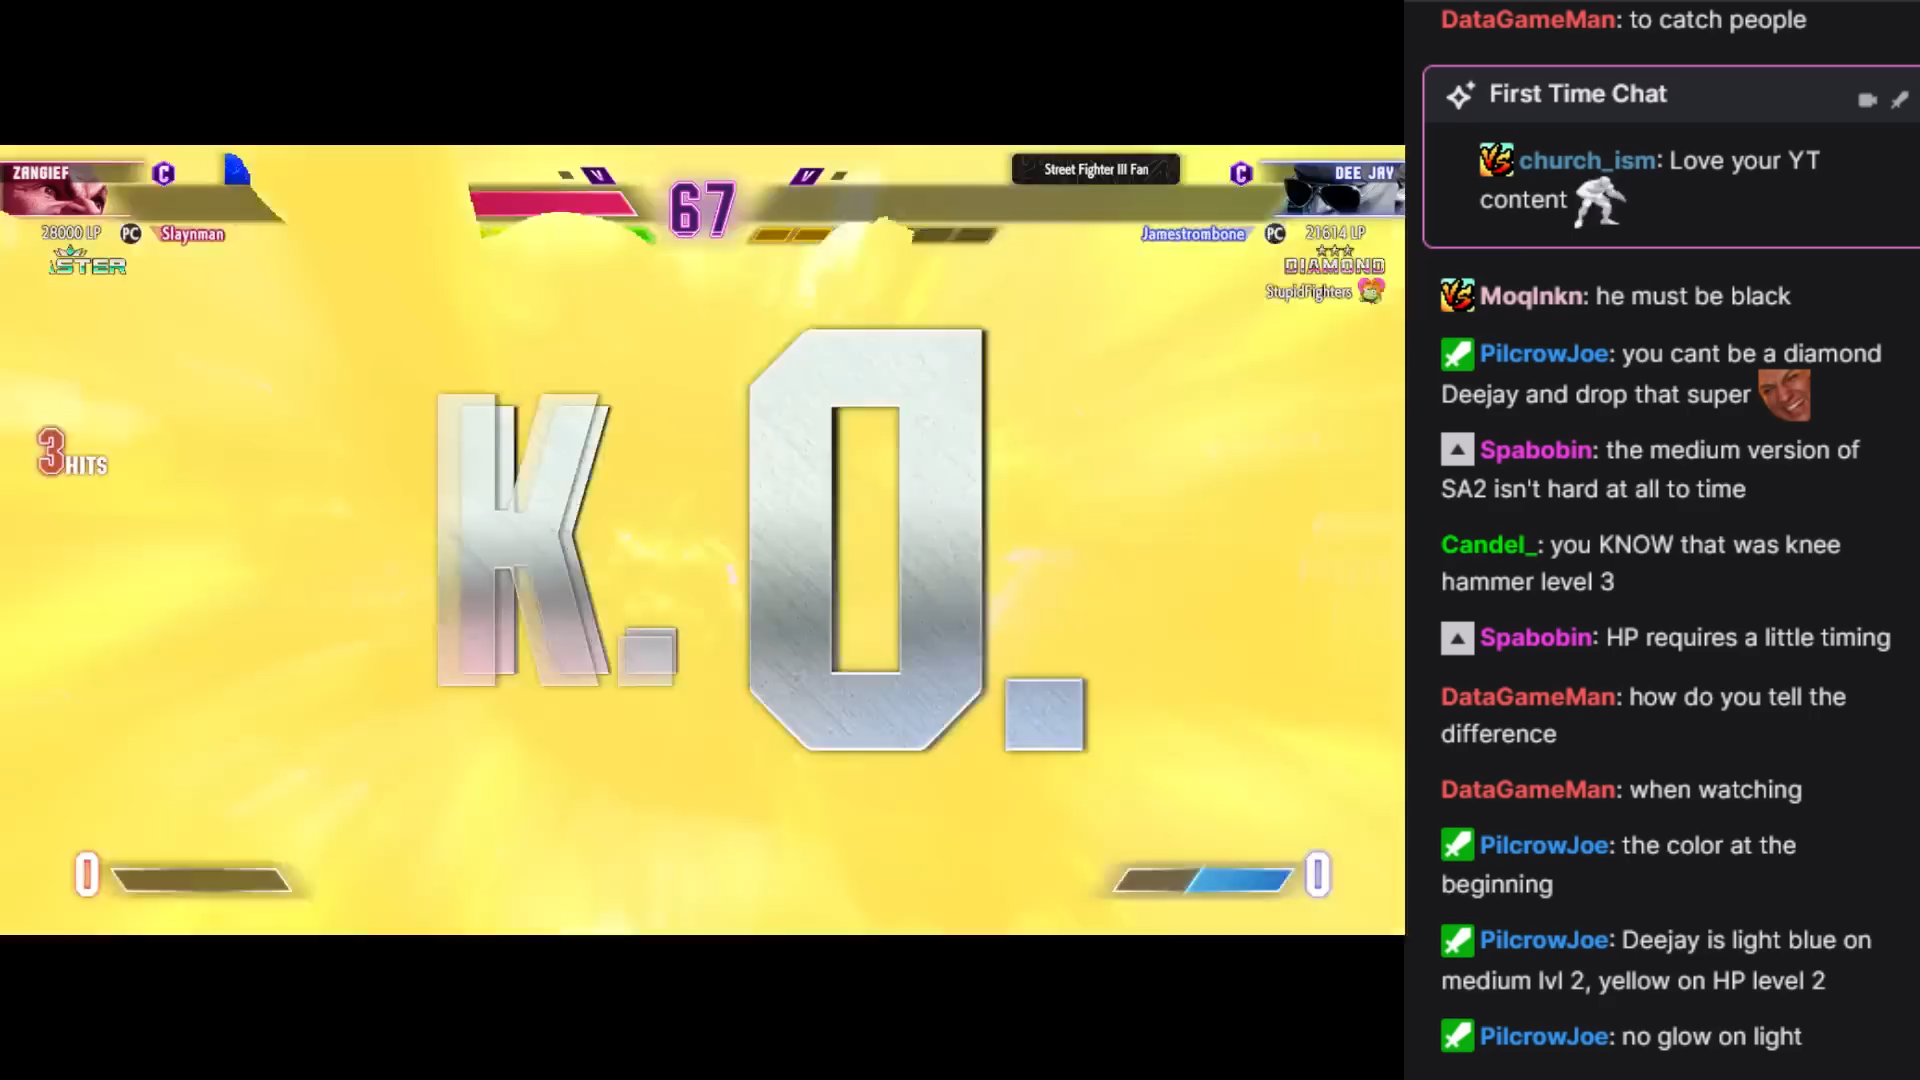 ZANGIEF
C
V
67
V
Street Fighter III Fan
C
DEE JAY
28000 LP
PC
Slaynman
Jamestrombone
PC
21614 LP
DIAMOND
StupidFighters
3 HITS
K.O.
0
0
DataGameMan: to catch people
First Time Chat
church_ism: Love your YT
content
MoqInkn: he must be black
PilcrowJoe: you cant be a diamond
Deejay and drop that super
Spabobin: the medium version of
SA2 isn't hard at all to time
Candel_: you KNOW that was knee
hammer level 3
Spabobin: HP requires a little timing
DataGameMan: how do you tell the
difference
DataGameMan: when watching
PilcrowJoe: the color at the
beginning
PilcrowJoe: Deejay is light blue on
medium lvl 2, yellow on HP level 2
PilcrowJoe: no glow on light